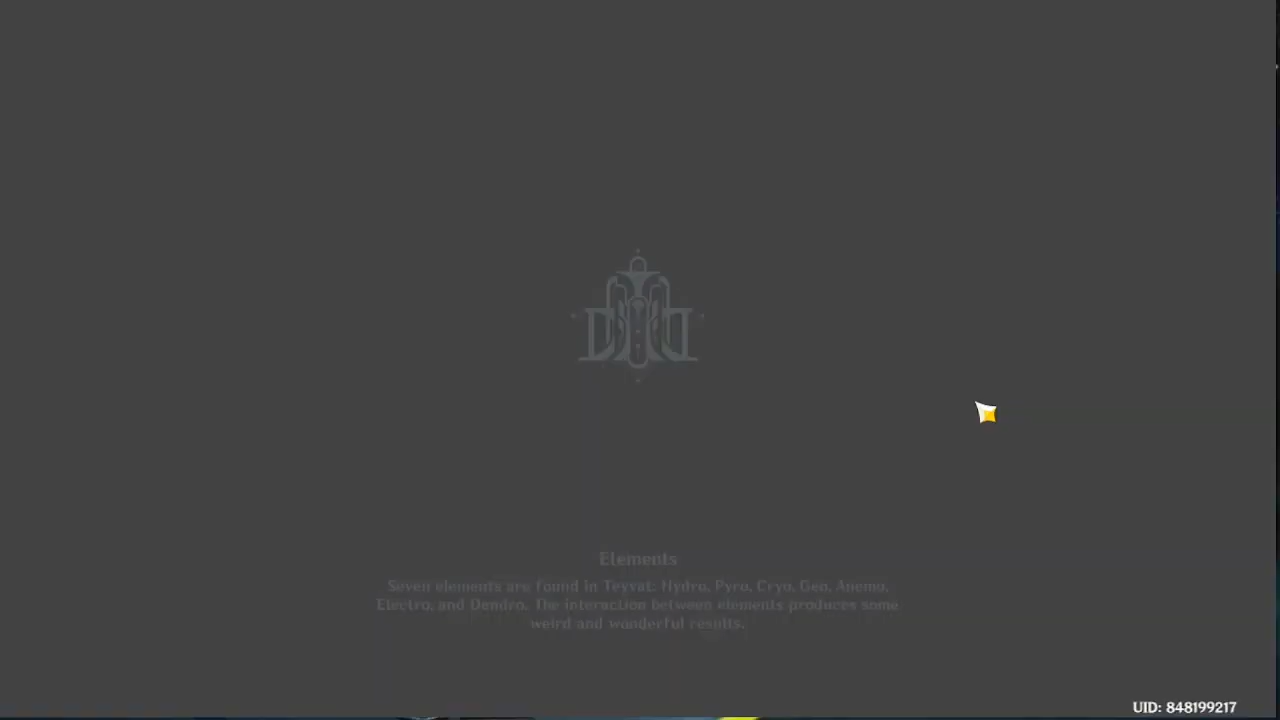 Elements
Seven elements are found in Teyvat: Hydro, Pyro, Cryo, Geo, Anemo,
Electro, and Dendro. The interaction between elements produces some
weird and wonderful results.
UID: 848199217